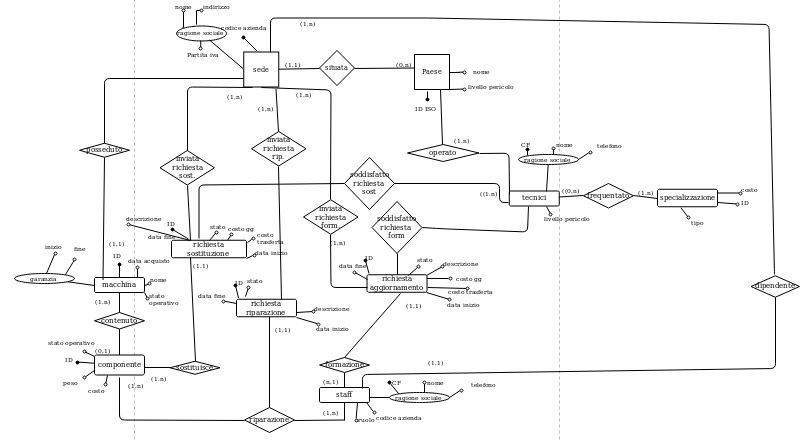 nome indirizzo
ragione sociale
codice azienda
Partita iva
(1,n)
sede
(1,1)
situata
(0,n)
Paese
nome
livello pericolo
ID ISO
(1,n)
(1,n)
(1,n)
posseduto
inviata
richiesta
sost.
inviata
richiesta
rip.
operato
(1,n)
CF
nome
telefono
ragione sociale
soddisfatto
richiesta
sost
((1,n)
tecnici
((0,n)
frequentato
(1,n)
specializzazione
costo
ID
tipo
livello pericolo
inviata
richiesta
form.
soddisfatto
richiesta
form
descrizione
ID
data fine
stato
costo gg
costo
trasferta
data inizio
richiesta
sostituzione
(1,1)
(1,n)
inizio
fine
garanzia
(1,1)
ID
data acquisto
nome
stato
operativo
macchina
(1,n)
ID
stato
data fine
descrizione
data inizio
richiesta
riparazione
(1,1)
ID
data fine
stato
descrizione
costo gg
costo trasferta
data inizio
richiesta
aggiornamento
(1,1)
dipendente
contenuto
stato operativo
(0,1)
ID
componente
peso
costo
(1,n)
(1,n)
sostituisce
formazione
(1,1)
(n,1)
staff
CF
nome
telefono
ragione sociale
(1,n)
ruolo
codice azienda
riparazione